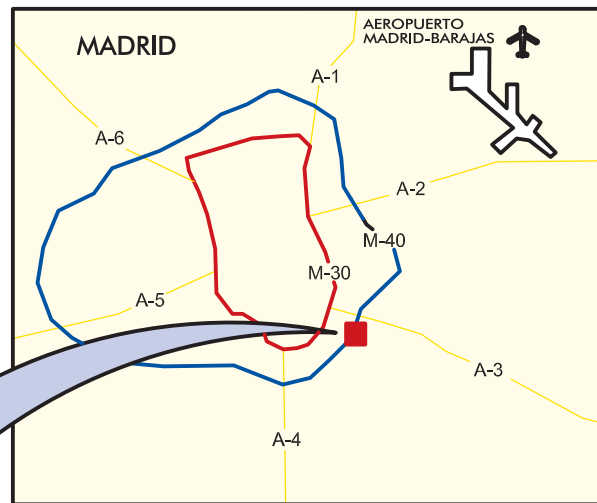 AEROPUERTO
MADRID-BARAJAS
MADRID
A-1
A-6
A-2
M-40
M-30
A-5
A-3
A-4